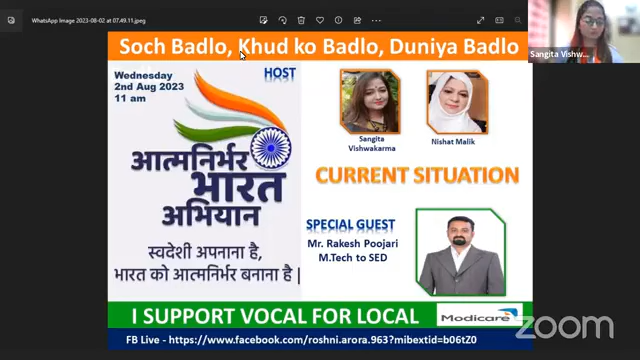 WhatsApp Image 2023-08-02 at 07.49.11.jpeg
Soch Badlo, Khud ko Badlo, Duniya Badlo
Sangita Vishw...
Wednesday
2nd Aug 2023
11 am
HOST
Sangita
Vishwakarma
Nishat Malik
आत्मनिर्भर
भारत
अभियान
CURRENT SITUATION
SPECIAL GUEST
Mr. Rakesh Poojari
M.Tech to SED
स्वदेशी अपनाना है,
भारत को आत्मनिर्भर बनाना है |
I SUPPORT VOCAL FOR LOCAL
Modicare
zoom
FB Live - https://www.facebook.com/roshni.arora.963?mibextid=b06tZ0